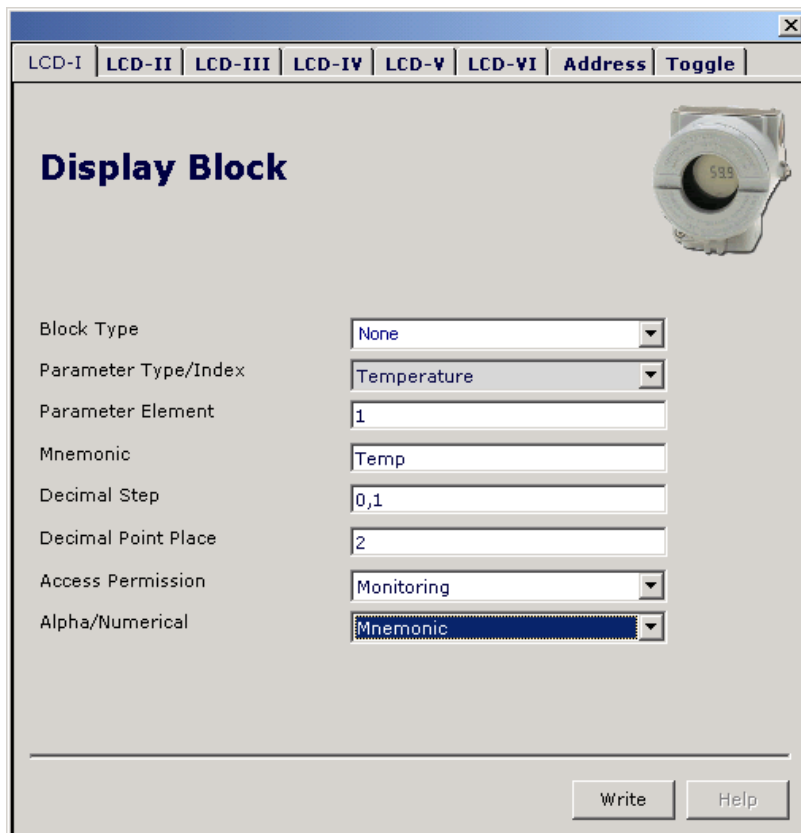 LCD-I LCD-II LCD-III LCD-IV LCD-V LCD-VI Address Toggle
Display Block
59.9
Block Type None
Parameter Type/Index Temperature
Parameter Element 1
Mnemonic Temp
Decimal Step 0,1
Decimal Point Place 2
Access Permission Monitoring
Alpha/Numerical Mnemonic
Write Help